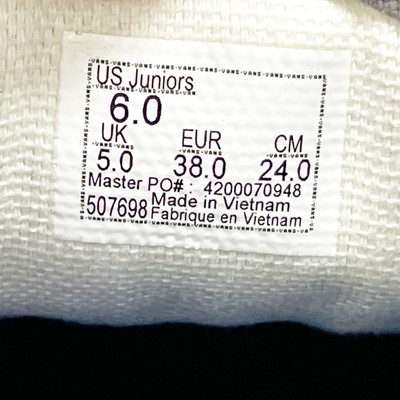 US Juniors
6.0
UK EUR CM
5.0 38.0 24.0
Master PO# : 4200070948
507698 Made in Vietnam
Fabrique en Vietnam